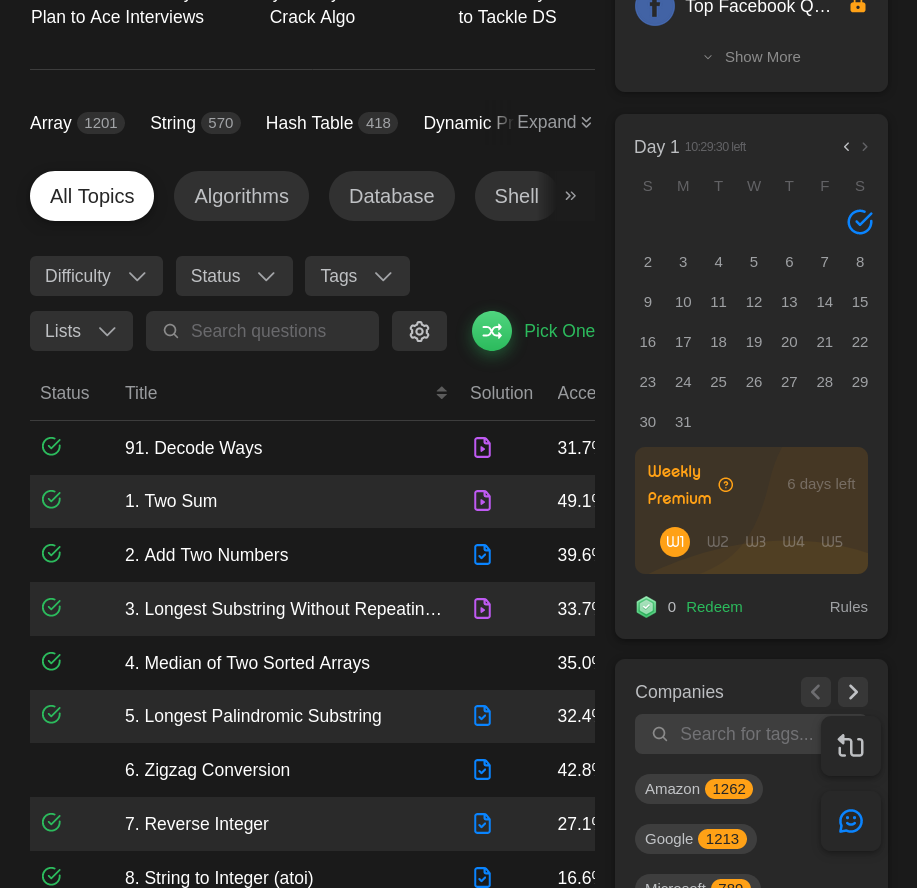 Plan to Ace Interviews
Crack Algo
to Tackle DS
Array 1201
String 570
Hash Table 418
Dynamic Pr
Expand
All Topics
Algorithms
Database
Shell
Difficulty
Status
Tags
Lists
Search questions
Pick One
Status Title Solution Acce
91. Decode Ways 31.7%
1. Two Sum 49.1%
2. Add Two Numbers 39.6%
3. Longest Substring Without Repeatin... 33.7%
4. Median of Two Sorted Arrays 35.0%
5. Longest Palindromic Substring 32.4%
6. Zigzag Conversion 42.8%
7. Reverse Integer 27.1%
8. String to Integer (atoi) 16.6%
Top Facebook Q...
Show More
Day 1 10:29:30 left
S M T W T F S
2 3 4 5 6 7 8
9 10 11 12 13 14 15
16 17 18 19 20 21 22
23 24 25 26 27 28 29
30 31
Weekly
Premium
6 days left
W1 W2 W3 W4 W5
0 Redeem Rules
Companies
Search for tags...
Amazon 1262
Google 1213
Microsoft 789